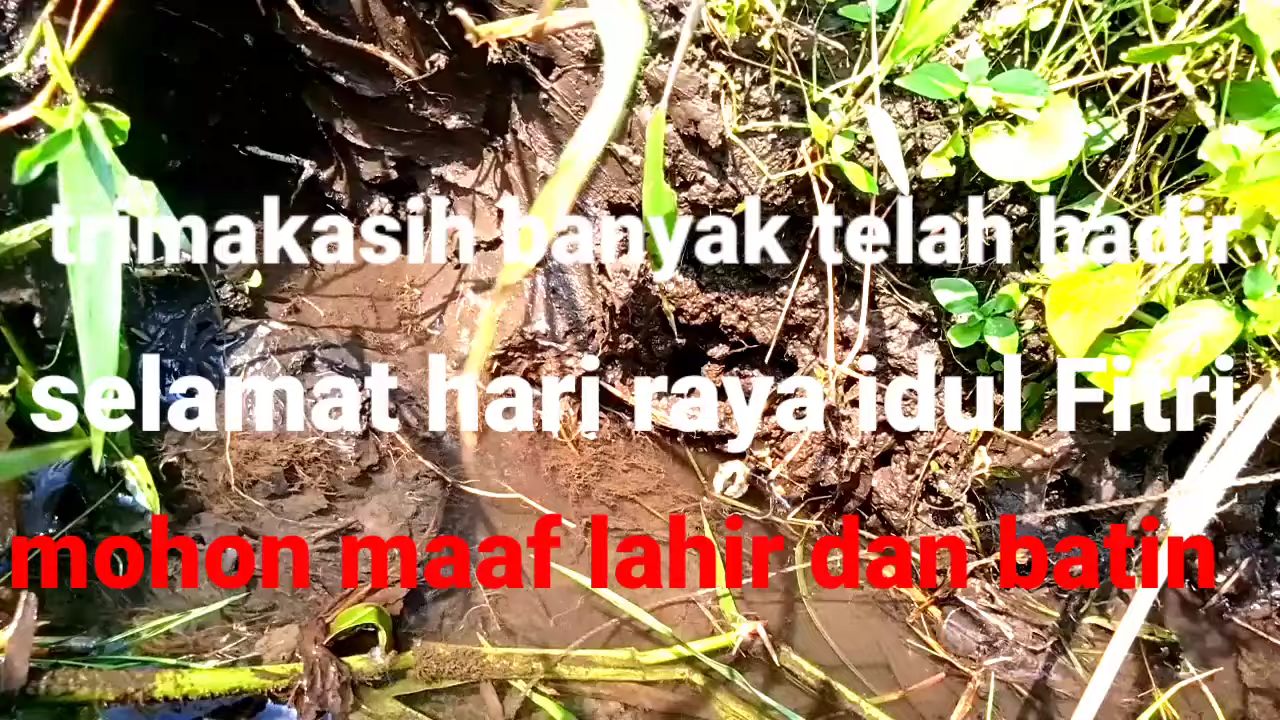 trimakasih banyak telah hadir
selamat hari raya idul Fitri
mohon maaf lahir dan batin